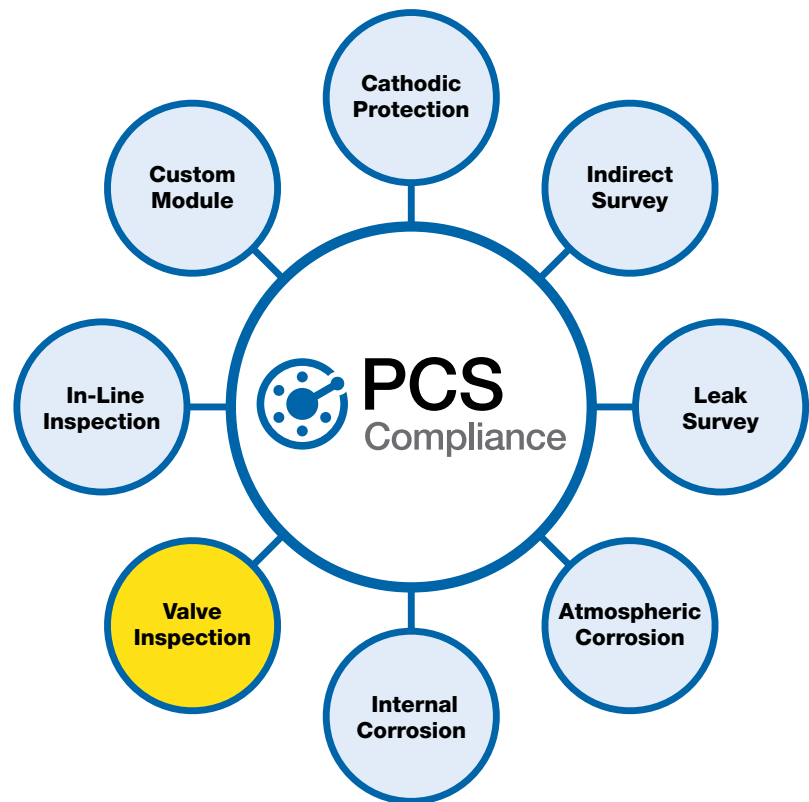 Cathodic
Protection
Custom
Module
Indirect
Survey
PCS
Compliance
In-Line
Inspection
Leak
Survey
Valve
Inspection
Atmospheric
Corrosion
Internal
Corrosion